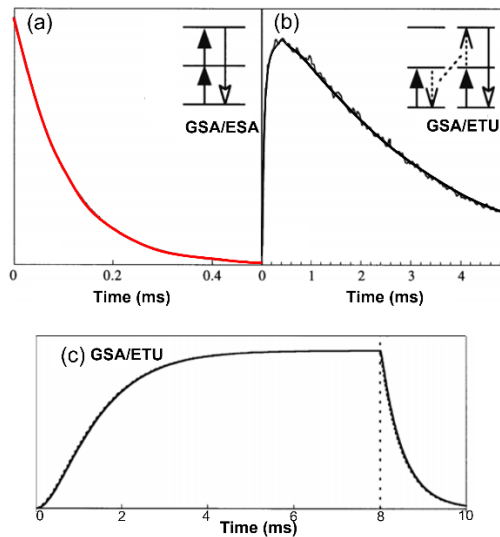 (a)
GSA/ESA
(b)
GSA/ETU
0 0.2 0.4 0 1 2 3 4
Time (ms) Time (ms)
(c) GSA/ETU
0 2 4 6 8 10
Time (ms)